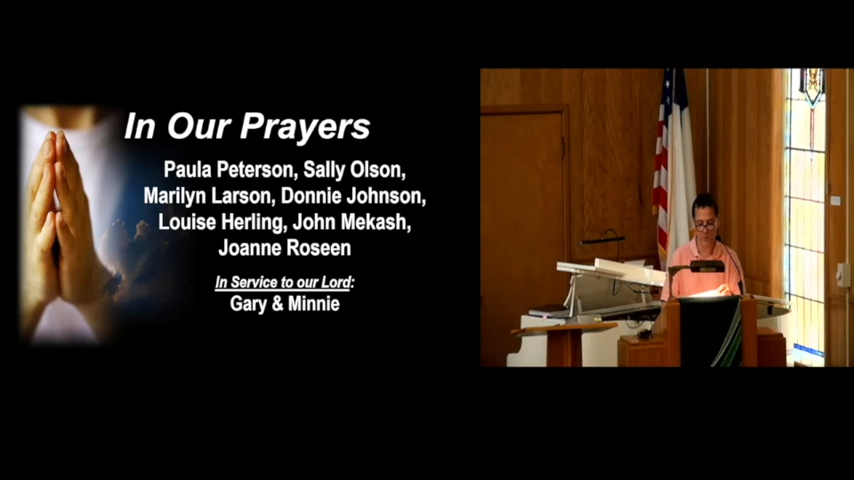 In Our Prayers
Paula Peterson, Sally Olson,
Marilyn Larson, Donnie Johnson,
Louise Herling, John Mekash,
Joanne Roseen
In Service to our Lord:
Gary & Minnie